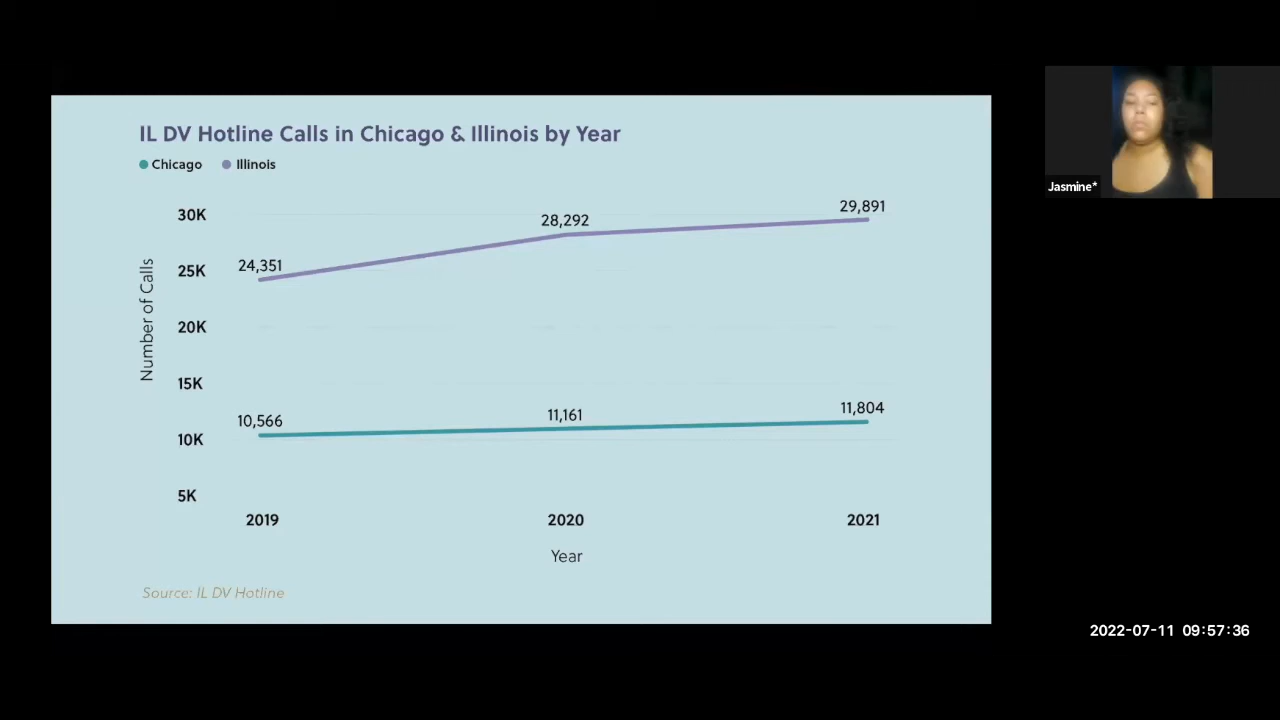 IL DV Hotline Calls in Chicago & Illinois by Year
Chicago Illinois
30K
25K
20K
15K
10K
5K
Number of Calls
24,351
28,292
29,891
10,566
11,161
11,804
2019 2020 2021
Year
Source: IL DV Hotline
Jasmine*
2022-07-11 09:57:36